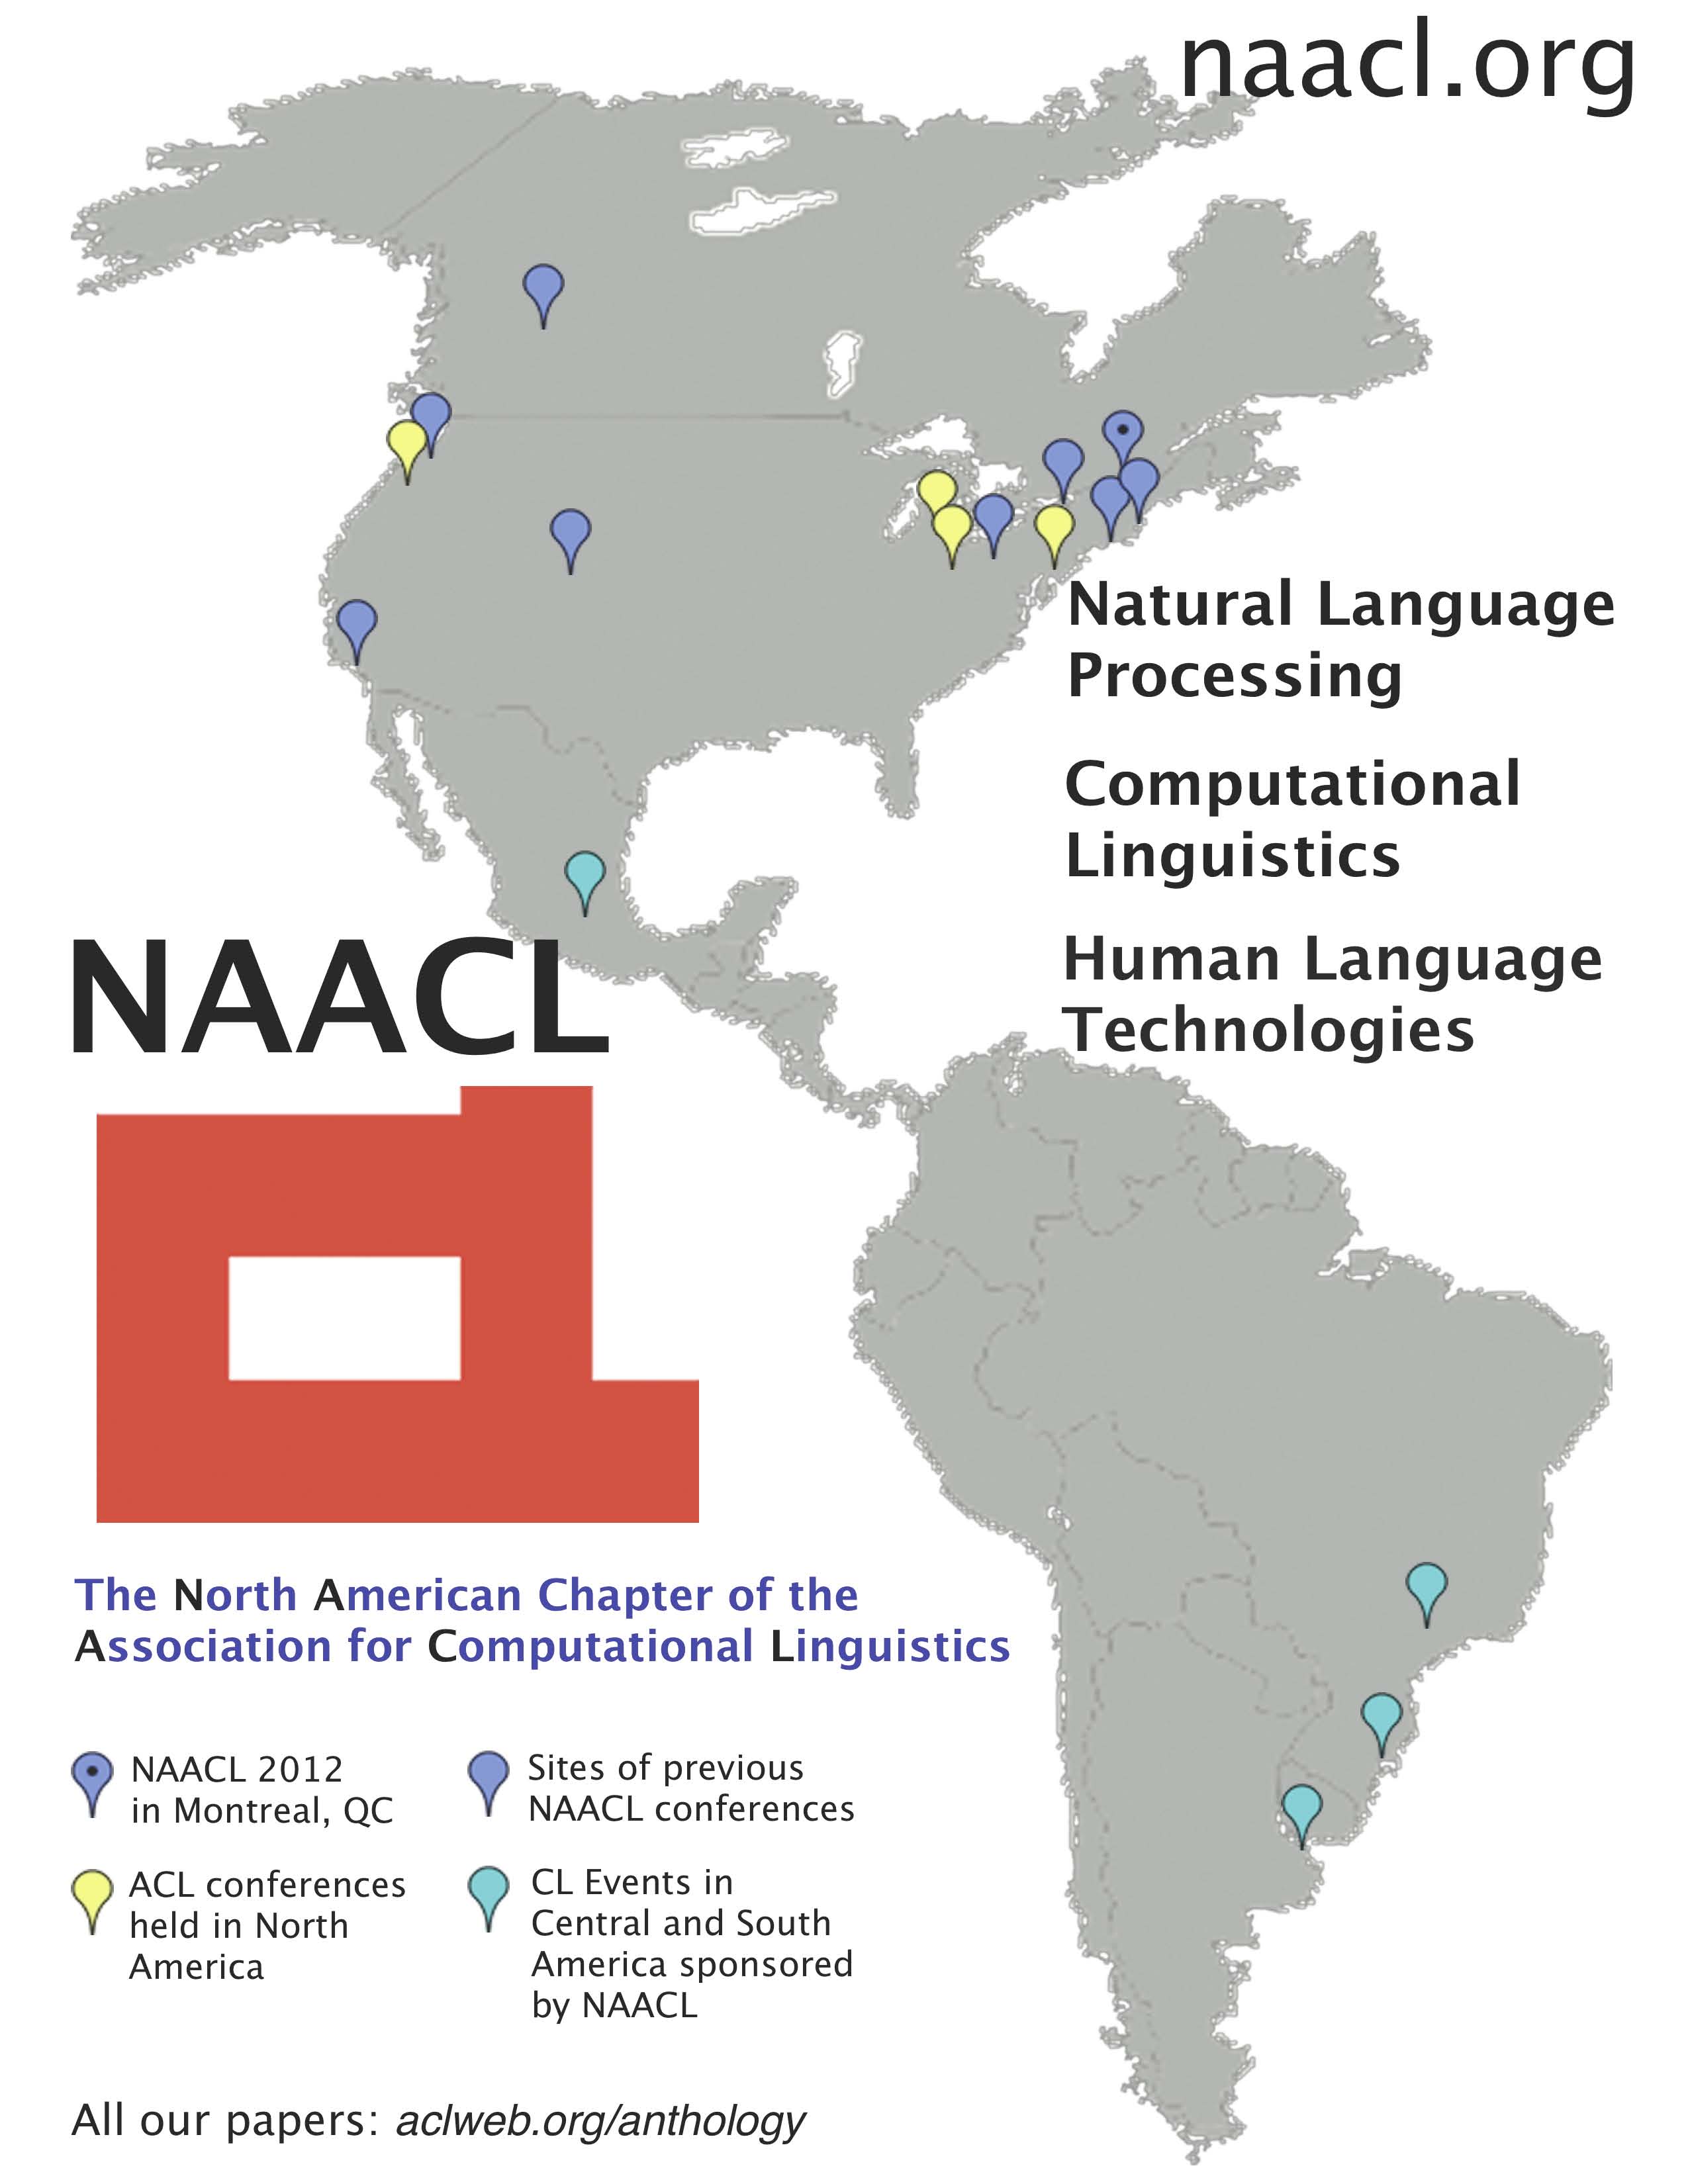 naacl.org
Natural Language
Processing
Computational
Linguistics
Human Language
Technologies
NAACL
The North American Chapter of the
Association for Computational Linguistics
NAACL 2012
in Montreal, QC
Sites of previous
NAACL conferences
ACL conferences
held in North
America
CL Events in
Central and South
America sponsored
by NAACL
All our papers: aclweb.org/anthology